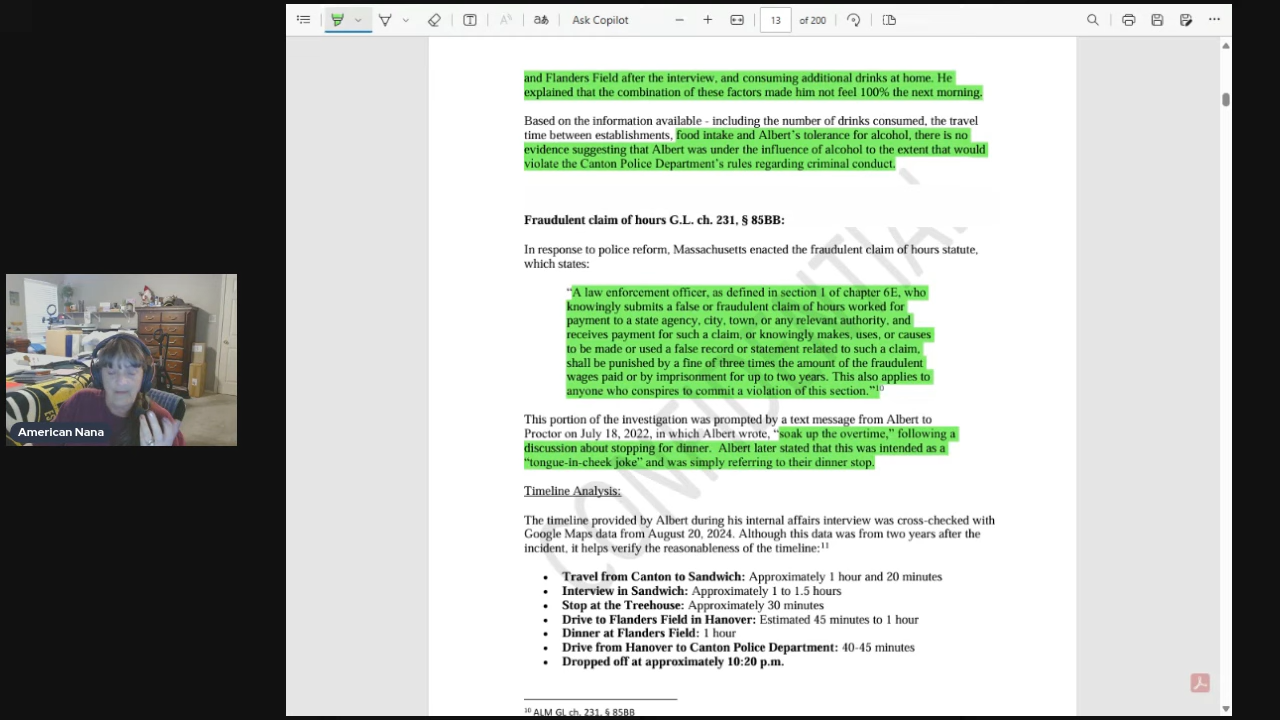 Ask Copilot
13 of 200
and Flanders Field after the interview, and consuming additional drinks at home. He
explained that the combination of these factors made him not feel 100% the next morning.
Based on the information available - including the number of drinks consumed, the travel
time between establishments, food intake and Albert's tolerance for alcohol, there is no
evidence suggesting that Albert was under the influence of alcohol to the extent that would
violate the Canton Police Department's rules regarding criminal conduct.
Fraudulent claim of hours G.L. ch. 231, § 85BB:
In response to police reform, Massachusetts enacted the fraudulent claim of hours statute,
which states:
"A law enforcement officer, as defined in section 1 of chapter 6E, who
knowingly submits a false or fraudulent claim of hours worked for
payment to a state agency, city, town, or any relevant authority, and
receives payment for such a claim, or knowingly makes, uses, or causes
to be made or used a false record or statement related to such a claim,
shall be punished by a fine of three times the amount of the fraudulent
wages paid or by imprisonment for up to two years. This also applies to
anyone who conspires to commit a violation of this section."10
This portion of the investigation was prompted by a text message from Albert to
Proctor on July 18, 2022, in which Albert wrote, "soak up the overtime," following a
discussion about stopping for dinner. Albert later stated that this was intended as a
"tongue-in-cheek joke" and was simply referring to their dinner stop.
Timeline Analysis:
The timeline provided by Albert during his internal affairs interview was cross-checked with
Google Maps data from August 20, 2024. Although this data was from two years after the
incident, it helps verify the reasonableness of the timeline:11
• Travel from Canton to Sandwich: Approximately 1 hour and 20 minutes
• Interview in Sandwich: Approximately 1 to 1.5 hours
• Stop at the Treehouse: Approximately 30 minutes
• Drive to Flanders Field in Hanover: Estimated 45 minutes to 1 hour
• Dinner at Flanders Field: 1 hour
• Drive from Hanover to Canton Police Department: 40-45 minutes
• Dropped off at approximately 10:20 p.m.
10 ALM GL ch. 231, § 85BB
CONFIDENTIAL
American Nana